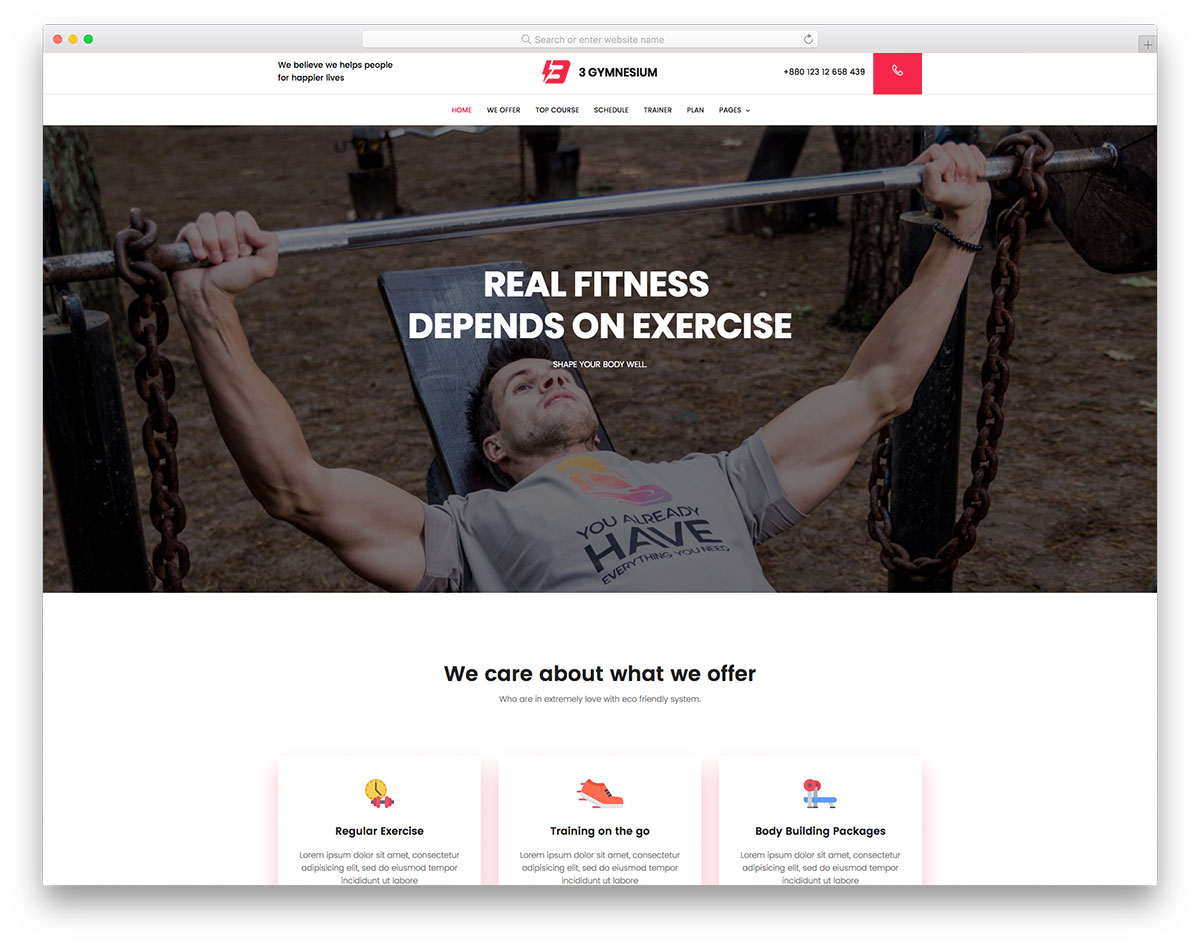 Search or enter website name
We believe we helps people
for happier lives
3 GYMNESIUM
+880 123 12 658 439
HOME WE OFFER TOP COURSE SCHEDULE TRAINER PLAN PAGES
REAL FITNESS
DEPENDS ON EXERCISE
SHAPE YOUR BODY WELL.
YOU ALREADY
HAVE
EVERYTHING YOU NEED
We care about what we offer
Who are in extremely love with eco friendly system.
Regular Exercise
Lorem ipsum dolor sit amet, consectetur
adipisicing elit, sed do eiusmod tempor
incididunt ut labore
Training on the go
Lorem ipsum dolor sit amet, consectetur
adipisicing elit, sed do eiusmod tempor
incididunt ut labore
Body Building Packages
Lorem ipsum dolor sit amet, consectetur
adipisicing elit, sed do eiusmod tempor
incididunt ut labore